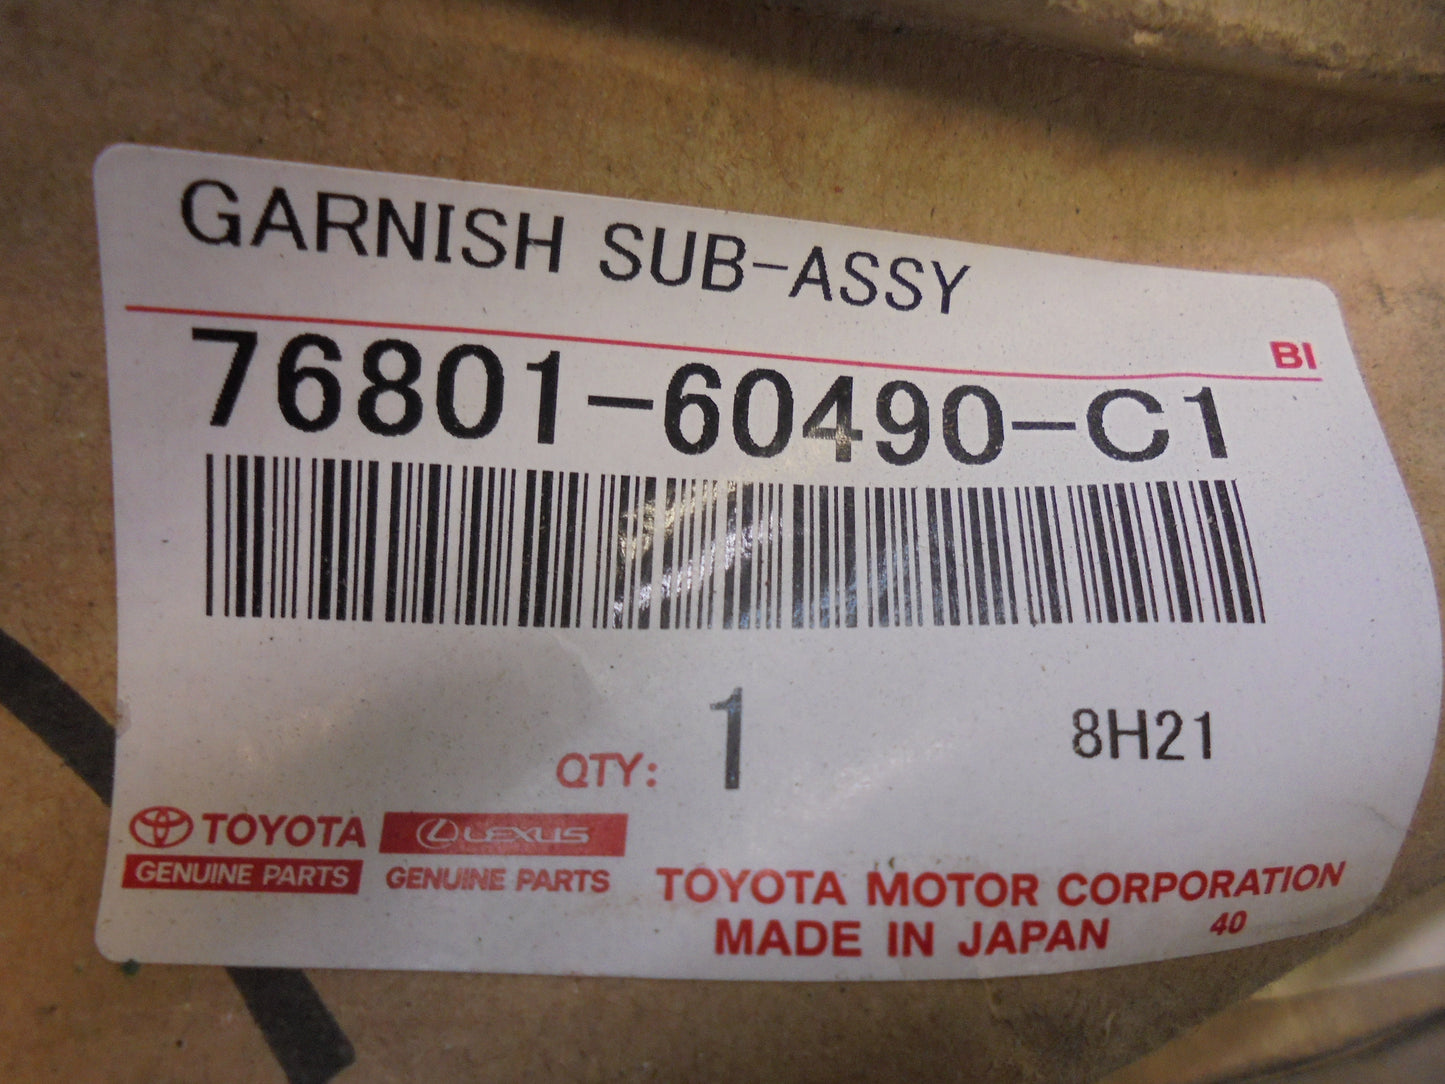 GARNISH SUB-ASSY
BI
76801-60490-C1
QTY: 1 8H21
TOYOTA LEXUS
GENUINE PARTS GENUINE PARTS
TOYOTA MOTOR CORPORATION
MADE IN JAPAN 40